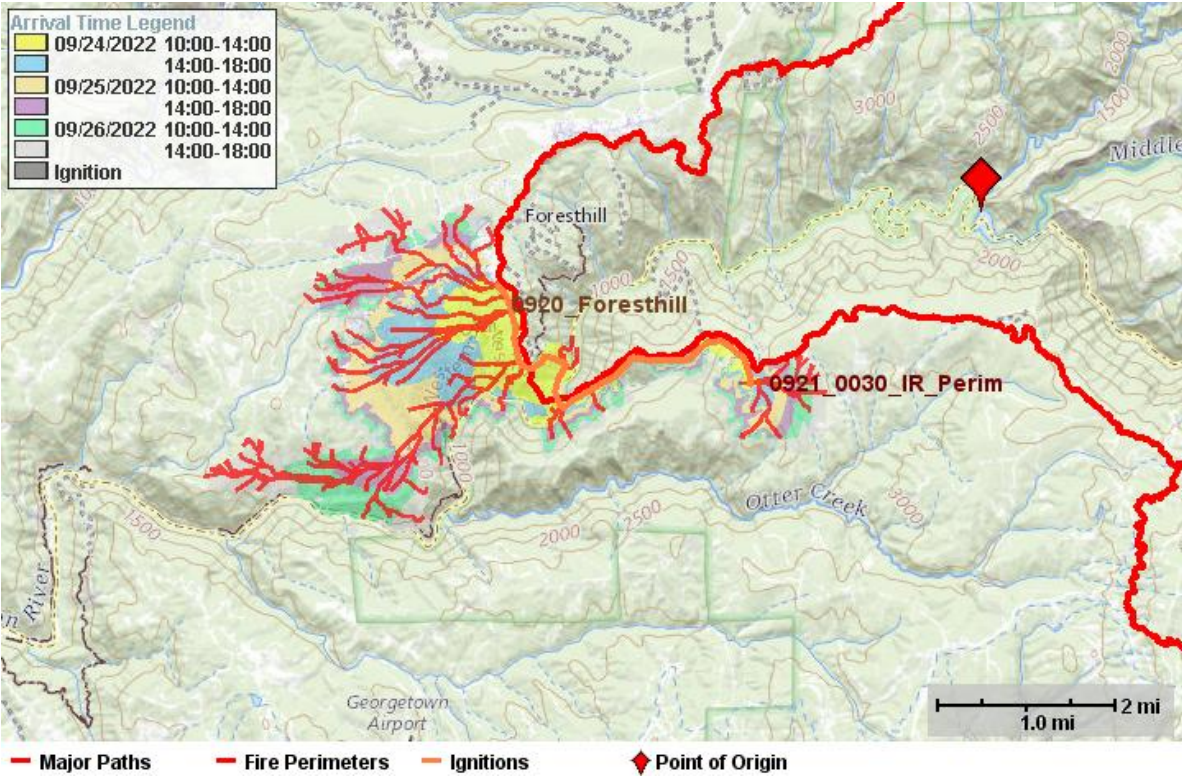 Arrival Time Legend
09/24/2022 10:00-14:00
14:00-18:00
09/25/2022 10:00-14:00
14:00-18:00
09/26/2022 10:00-14:00
14:00-18:00
Ignition
3000
2500
1500
2000
Middle
Foresthill
1000
1500
2000
0920_Foresthill
0921_0030_IR_Perim
1000
Otter Creek
3000
1500
2000
2500
n River
Georgetown
Airport
2 mi
1.0 mi
Major Paths
Fire Perimeters
Ignitions
Point of Origin